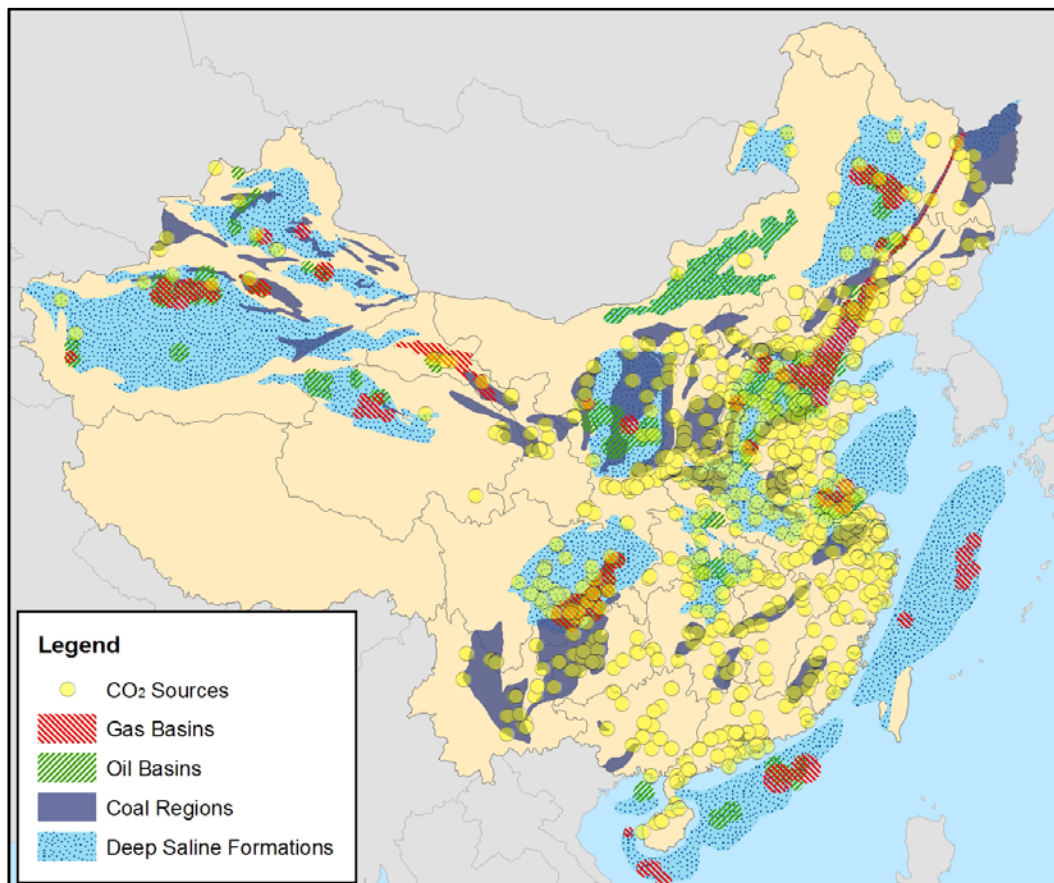 Legend
CO₂ Sources
Gas Basins
Oil Basins
Coal Regions
Deep Saline Formations